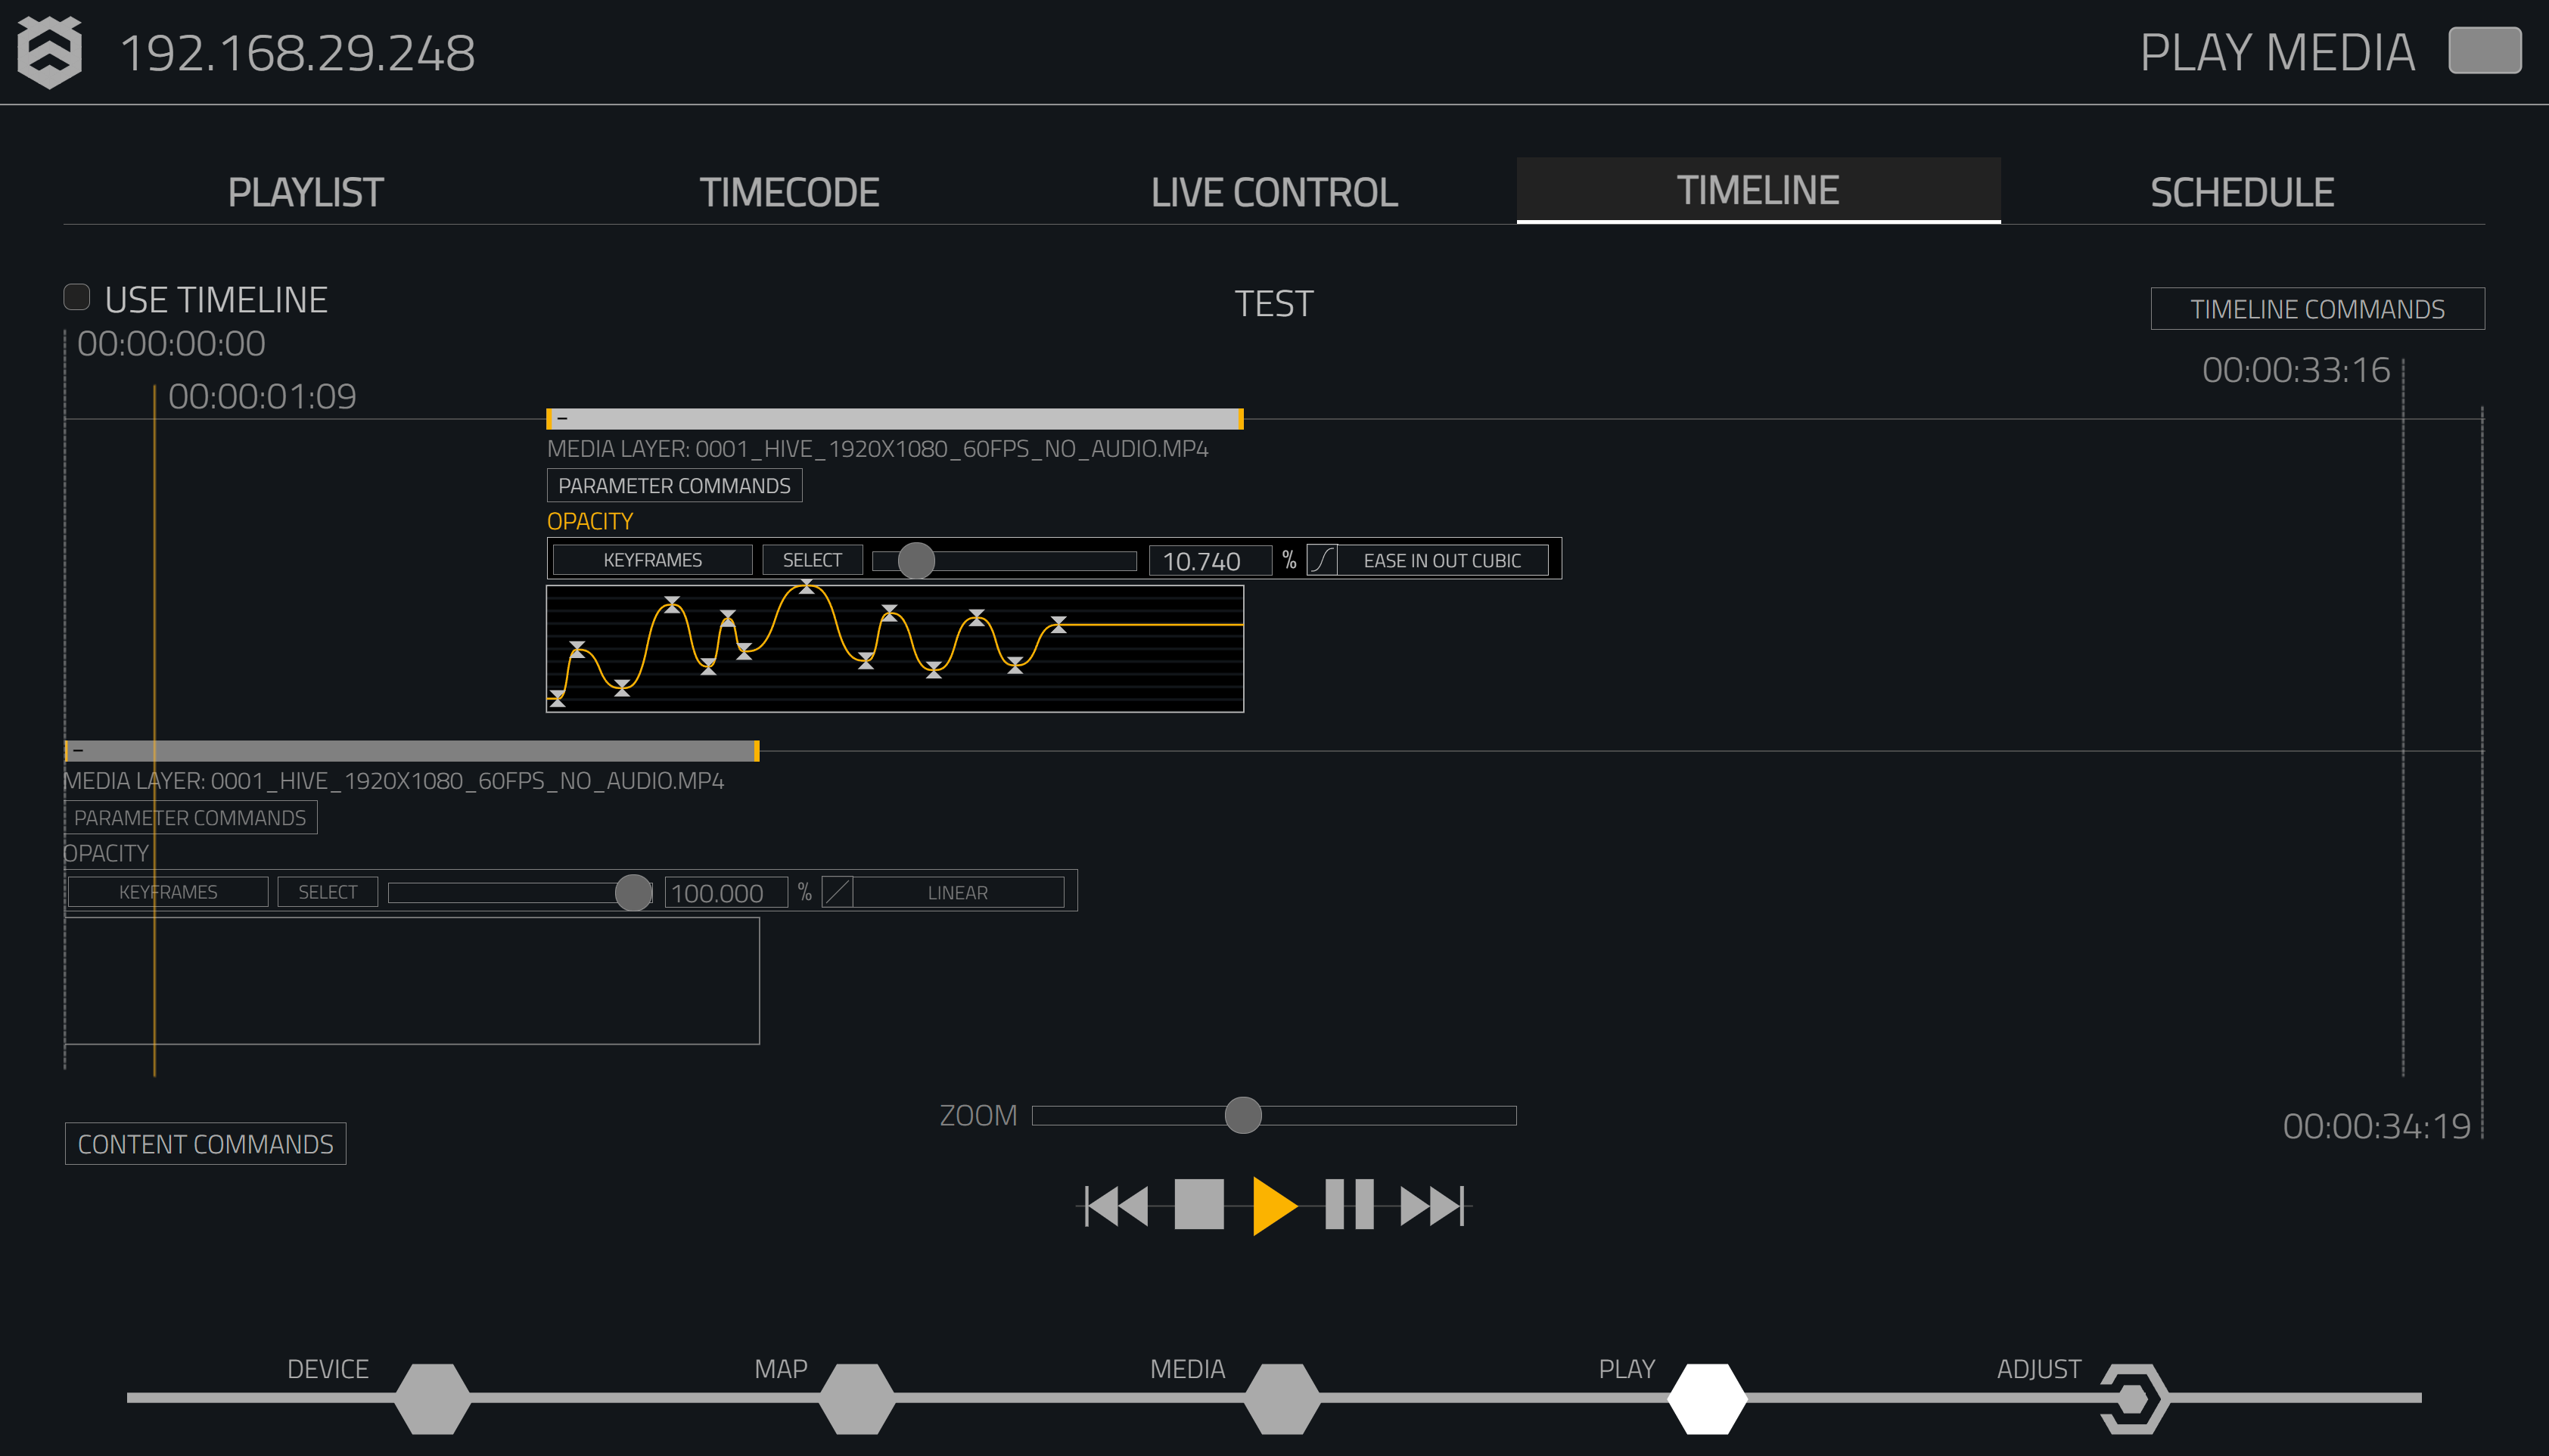 192.168.29.248
PLAY MEDIA
PLAYLIST
TIMECODE
LIVE CONTROL
TIMELINE
SCHEDULE
USE TIMELINE
TEST
TIMELINE COMMANDS
00:00:00:00
00:00:33:16
00:00:01:09
MEDIA LAYER: 0001_HIVE_1920X1080_60FPS_NO_AUDIO.MP4
PARAMETER COMMANDS
OPACITY
KEYFRAMES
SELECT
10.740
%
EASE IN OUT CUBIC
MEDIA LAYER: 0001_HIVE_1920X1080_60FPS_NO_AUDIO.MP4
PARAMETER COMMANDS
OPACITY
KEYFRAMES
SELECT
100.000
%
LINEAR
ZOOM
00:00:34:19
CONTENT COMMANDS
DEVICE
MAP
MEDIA
PLAY
ADJUST